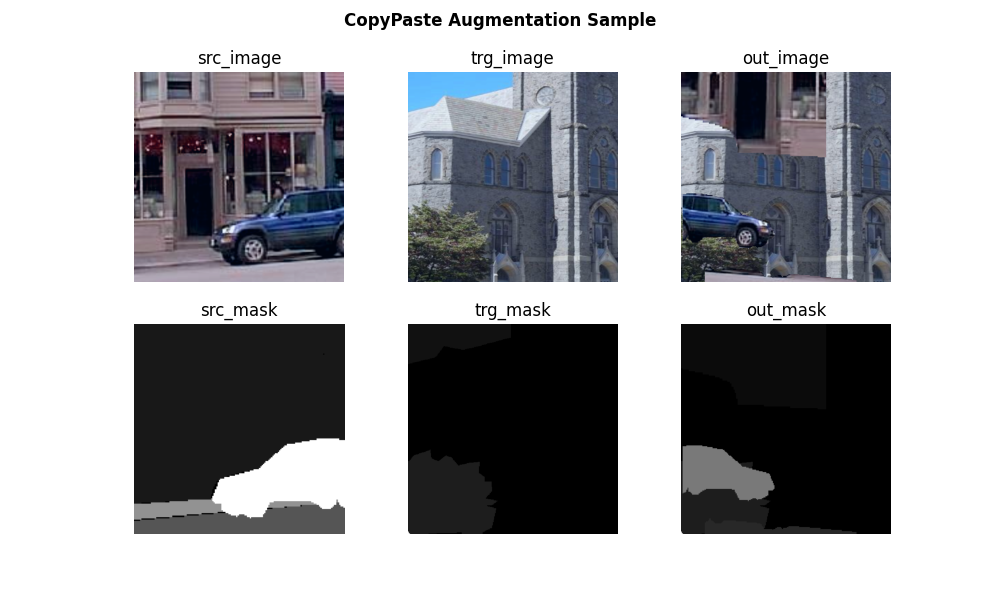 CopyPaste Augmentation Sample
src_image
trg_image
out_image
src_mask
trg_mask
out_mask